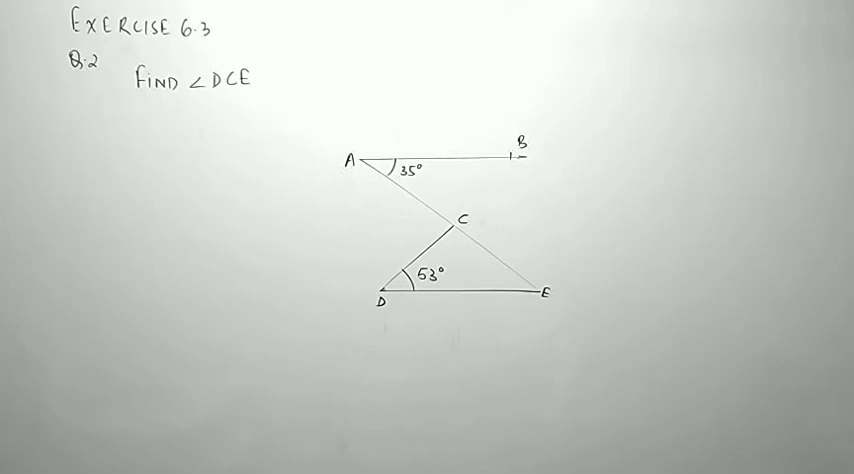 EXERCISE 6.3
Q.2
FIND ∠DCE
B
A
35°
C
53°
D
E